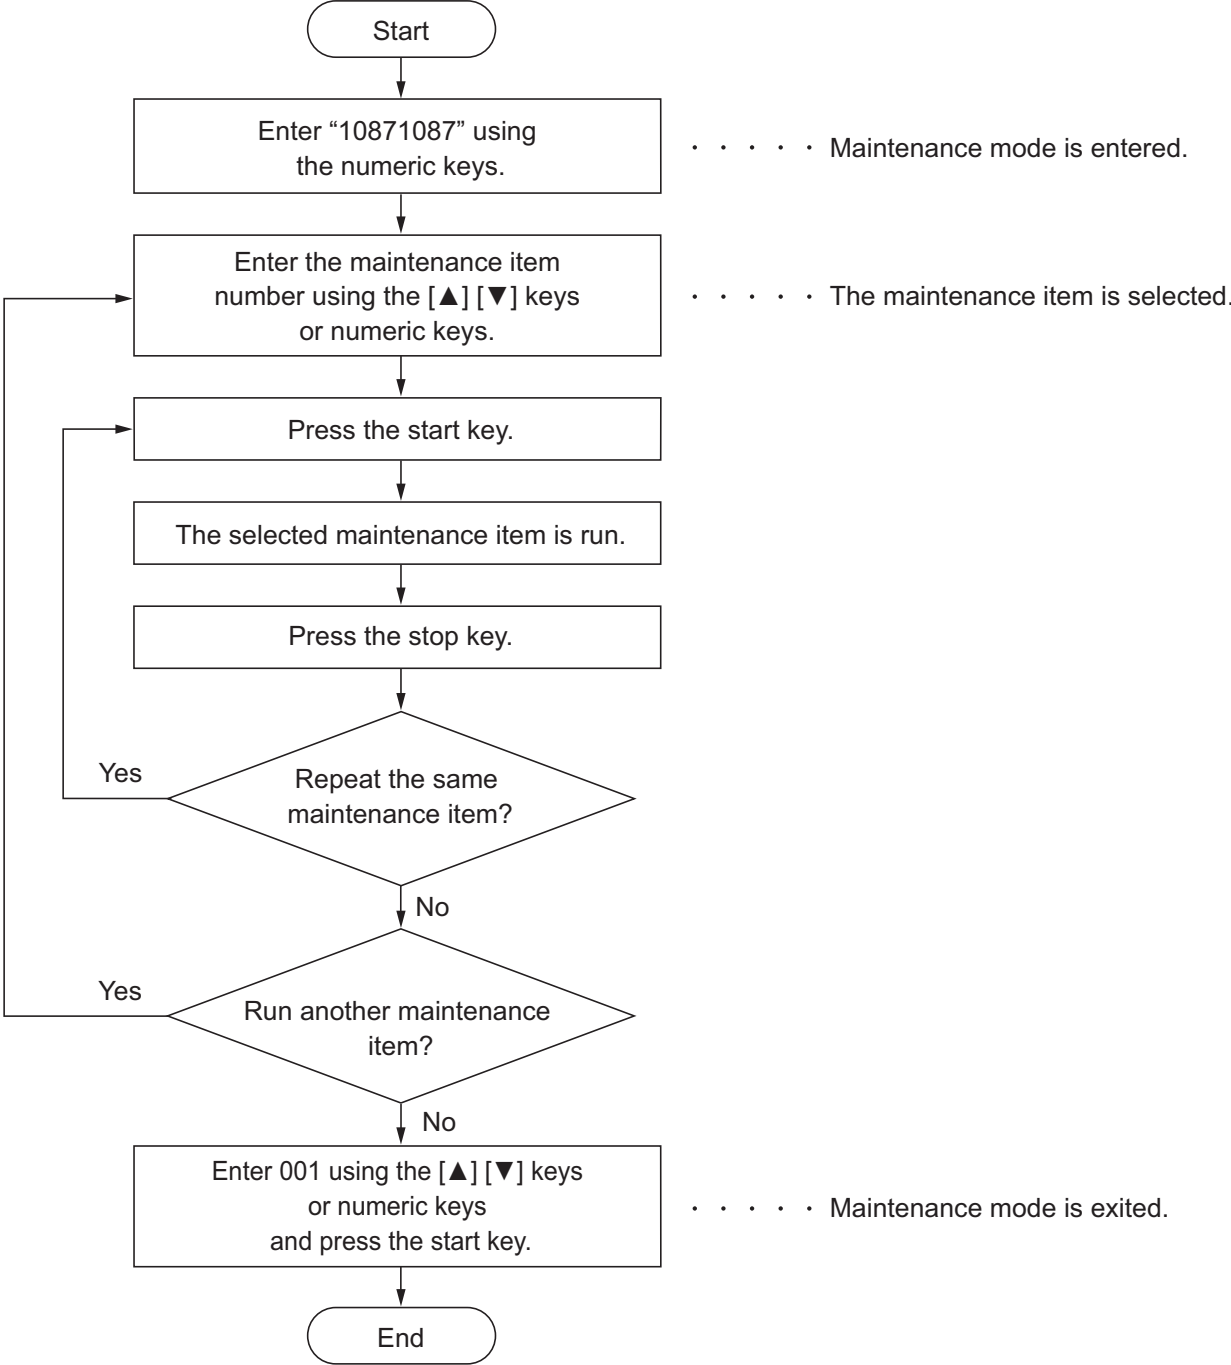 Start
Enter “10871087” using
the numeric keys.
· · · · · Maintenance mode is entered.
Enter the maintenance item
number using the [▲] [▼] keys
or numeric keys.
· · · · · The maintenance item is selected.
Press the start key.
The selected maintenance item is run.
Press the stop key.
Yes
Repeat the same
maintenance item?
No
Yes
Run another maintenance
item?
No
Enter 001 using the [▲] [▼] keys
or numeric keys
and press the start key.
· · · · · Maintenance mode is exited.
End